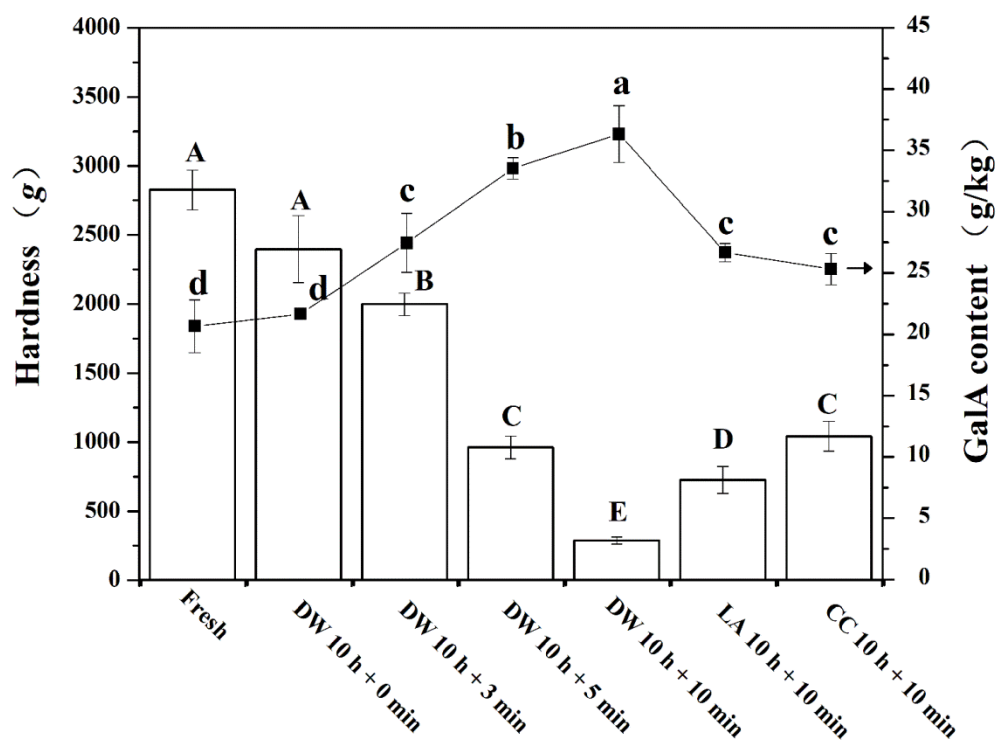 Hardness （g）
4000
3500
3000
2500
2000
1500
1000
500
0
A
A
B
C
E
D
C
d
d
c
b
a
c
c
45
40
35
30
25
20
15
10
5
0
GalA content （g/kg）
Fresh
DW 10 h + 0 min
DW 10 h + 3 min
DW 10 h + 5 min
DW 10 h + 10 min
LA 10 h + 10 min
CC 10 h + 10 min